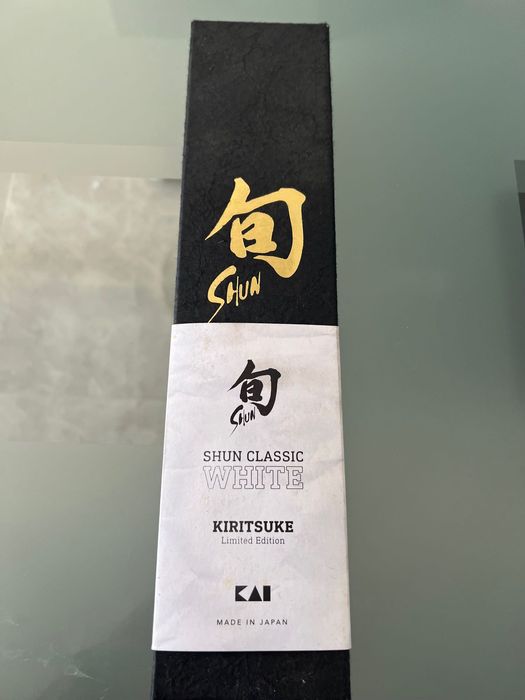 旬
SHUN
旬
SHUN
SHUN CLASSIC
WHITE
KIRITSUKE
Limited Edition
KAI
MADE IN JAPAN